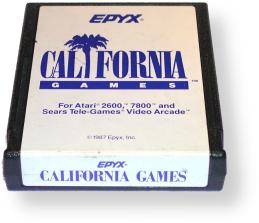 EPYX®
CALIFORNIA
GAMES™
For Atari® 2600,™ 7800™ and
Sears Tele-Games® Video Arcade™
©1987 Epyx, Inc.
EPYX®
CALIFORNIA GAMES™